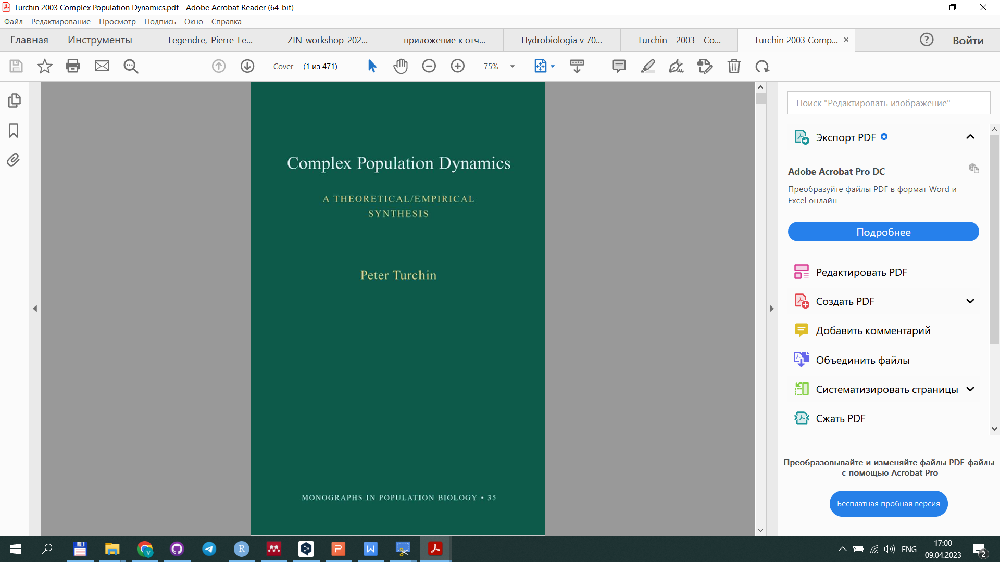 Turchin 2003 Complex Population Dynamics.pdf - Adobe Acrobat Reader (64-bit)
Файл Редактирование Просмотр Подпись Окно Справка
Главная Инструменты Legendre,_Pierre_Le... ZIN_workshop_202... приложение к отч... Hydrobiologia v 70... Turchin - 2003 - Co... Turchin 2003 Comp... × ? Войти
Cover (1 из 471) 75%
Complex Population Dynamics
A THEORETICAL/EMPIRICAL
SYNTHESIS
Peter Turchin
MONOGRAPHS IN POPULATION BIOLOGY • 35
Поиск "Редактировать изображение"
Экспорт PDF
Adobe Acrobat Pro DC
Преобразуйте файлы PDF в формат Word и
Excel онлайн
Подробнее
Редактировать PDF
Создать PDF
Добавить комментарий
Объединить файлы
Систематизировать страницы
Сжать PDF
Преобразовывайте и изменяйте файлы PDF-файлы
с помощью Acrobat Pro
Бесплатная пробная версия
V R P W ENG 17:00
09.04.2023 2